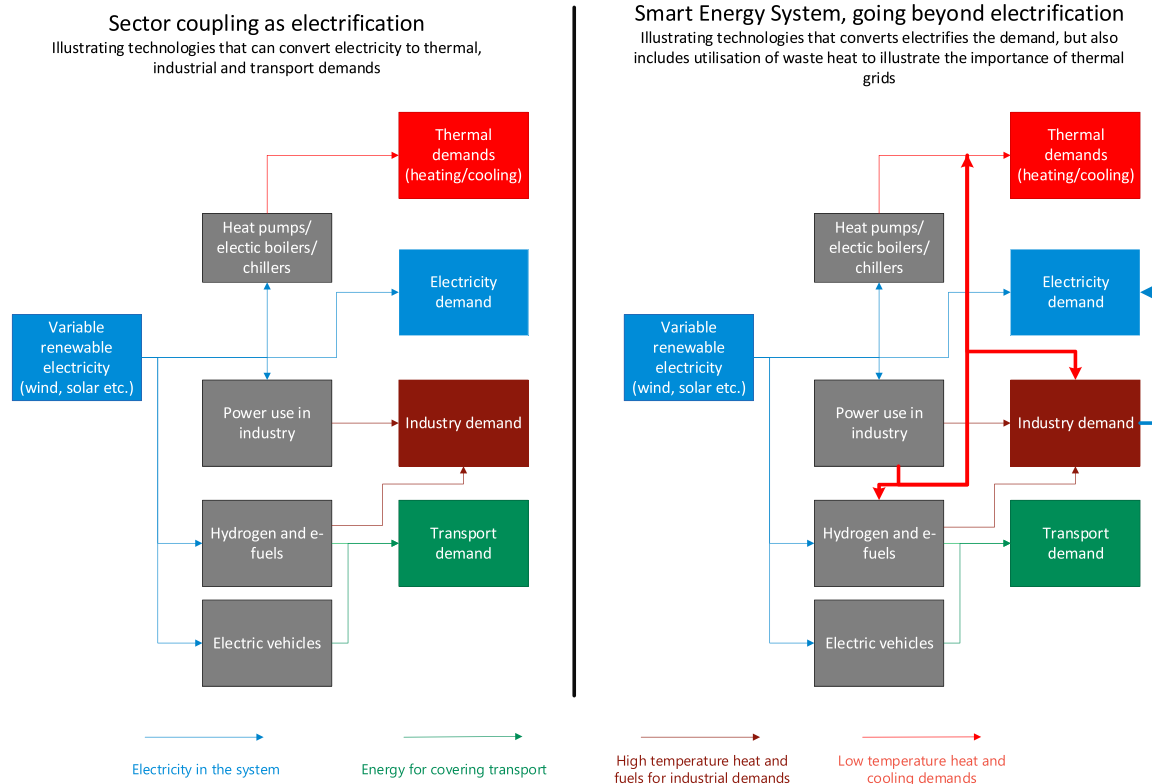 Sector coupling as electrification
Illustrating technologies that can convert electricity to thermal,
industrial and transport demands
Thermal
demands
(heating/cooling)
Heat pumps/
electic boilers/
chillers
Electricity
demand
Variable
renewable
electricity
(wind, solar etc.)
Power use in
industry
Industry demand
Hydrogen and e-
fuels
Transport
demand
Electric vehicles
Smart Energy System, going beyond electrification
Illustrating technologies that converts electrifies the demand, but also
includes utilisation of waste heat to illustrate the importance of thermal
grids
Thermal
demands
(heating/cooling)
Heat pumps/
electic boilers/
chillers
Electricity
demand
Variable
renewable
electricity
(wind, solar etc.)
Power use in
industry
Industry demand
Hydrogen and e-
fuels
Transport
demand
Electric vehicles
Electricity in the system
Energy for covering transport
High temperature heat and
fuels for industrial demands
Low temperature heat and
cooling demands